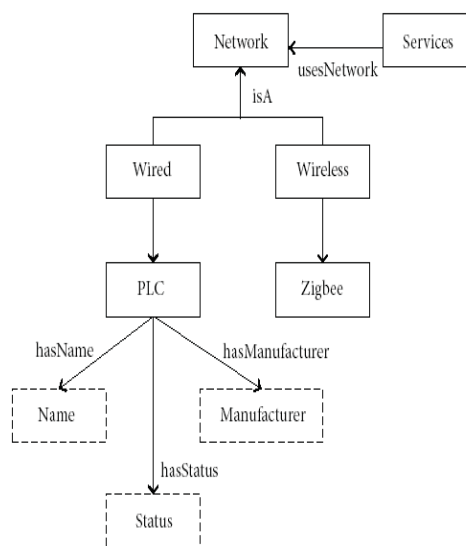 Network
Services
usesNetwork
isA
Wired
Wireless
PLC
Zigbee
hasName
hasManufacturer
Name
Manufacturer
hasStatus
Status